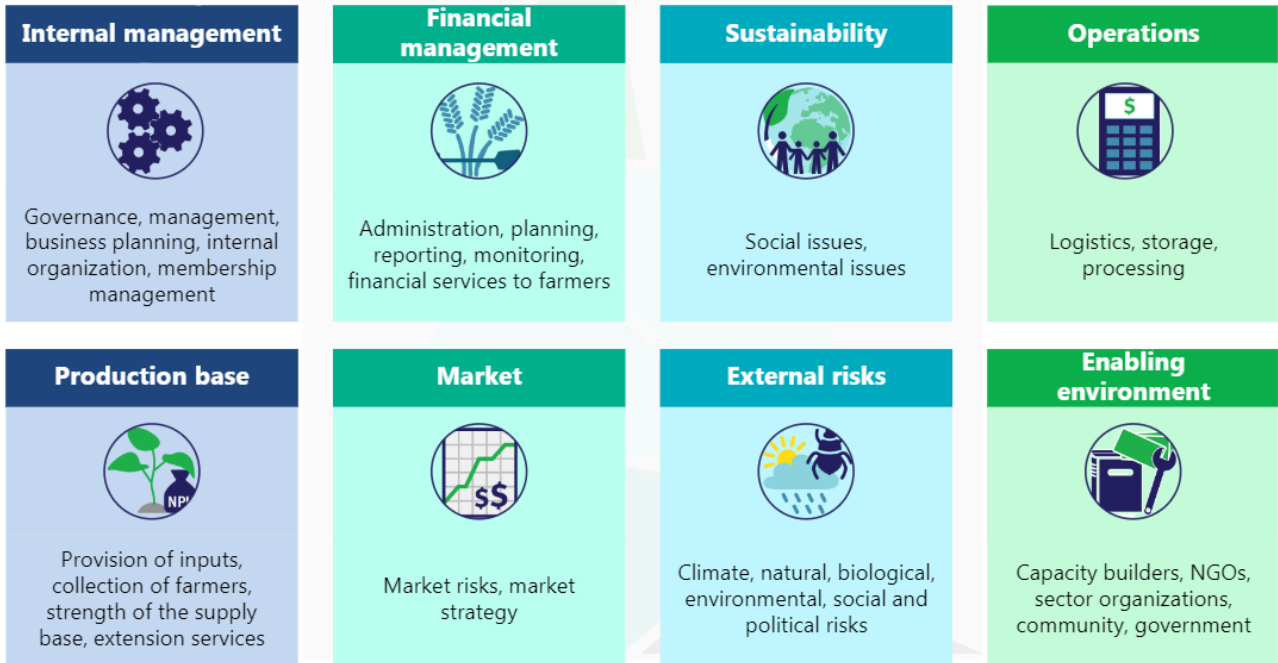 Internal management
Governance, management,
business planning, internal
organization, membership
management
Financial
management
Administration, planning,
reporting, monitoring,
financial services to farmers
Sustainability
Social issues,
environmental issues
Operations
$
Logistics, storage,
processing
Production base
NPI
Provision of inputs,
collection of farmers,
strength of the supply
base, extension services
Market
$$
Market risks, market
strategy
External risks
Climate, natural, biological,
environmental, social and
political risks
Enabling
environment
Capacity builders, NGOs,
sector organizations,
community, government